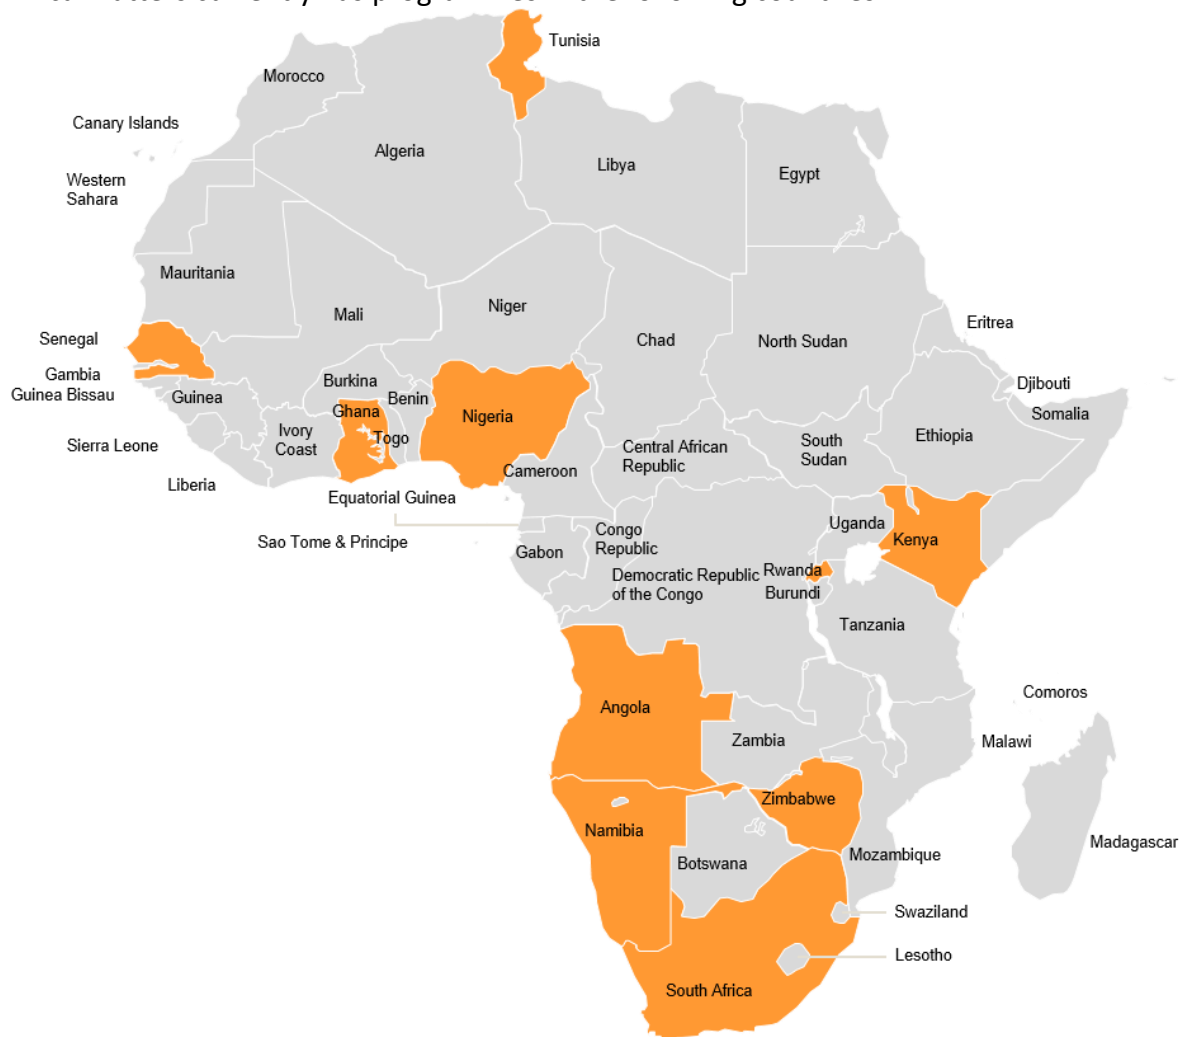 Tunisia
Morocco
Canary Islands
Algeria
Libya
Egypt
Western
Sahara
Mauritania
Niger
Mali
Eritrea
Senegal
Chad
North Sudan
Gambia
Burkina
Djibouti
Guinea Bissau
Guinea
Benin
Ghana
Somalia
Nigeria
Ivory
Coast
Togo
Ethiopia
Sierra Leone
Central African
Republic
South
Sudan
Cameroon
Liberia
Equatorial Guinea
Uganda
Congo
Republic
Kenya
Sao Tome & Principe
Gabon
Democratic Republic
of the Congo
Rwanda
Burundi
Tanzania
Comoros
Angola
Zambia
Malawi
Zimbabwe
Namibia
Madagascar
Mozambique
Botswana
Swaziland
Lesotho
South Africa